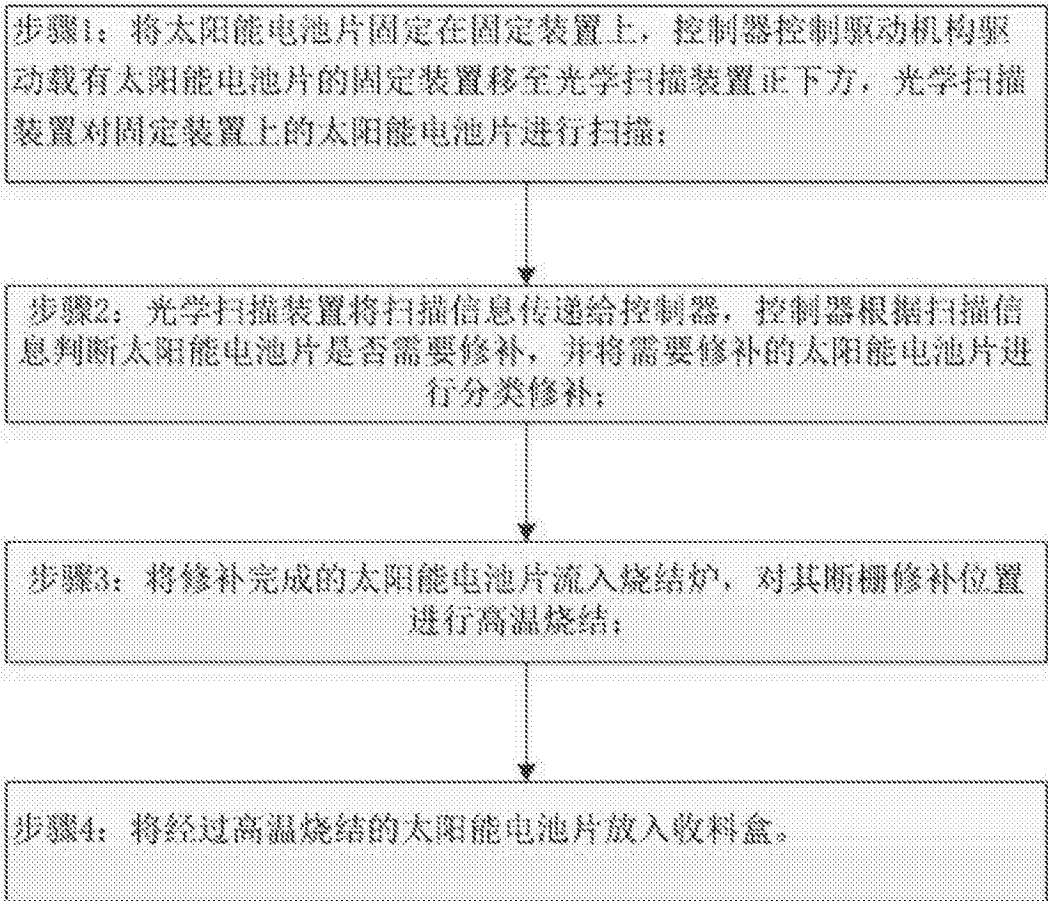 步骤1：将太阳能电池片固定在固定装置上，控制器控制驱动机构驱
动载有太阳能电池片的固定装置移至光学扫描装置正下方，光学扫描
装置对固定装置上的太阳能电池片进行扫描；
步骤2：光学扫描装置将扫描信息传递给控制器，控制器根据扫描信
息判断太阳能电池片是否需要修补，并将需要修补的太阳能电池片进
行分类修补；
步骤3：将修补完成的太阳能电池片流入烧结炉，对其断栅修补位置
进行高温烧结；
步骤4：将经过高温烧结的太阳能电池片放入收料盒。